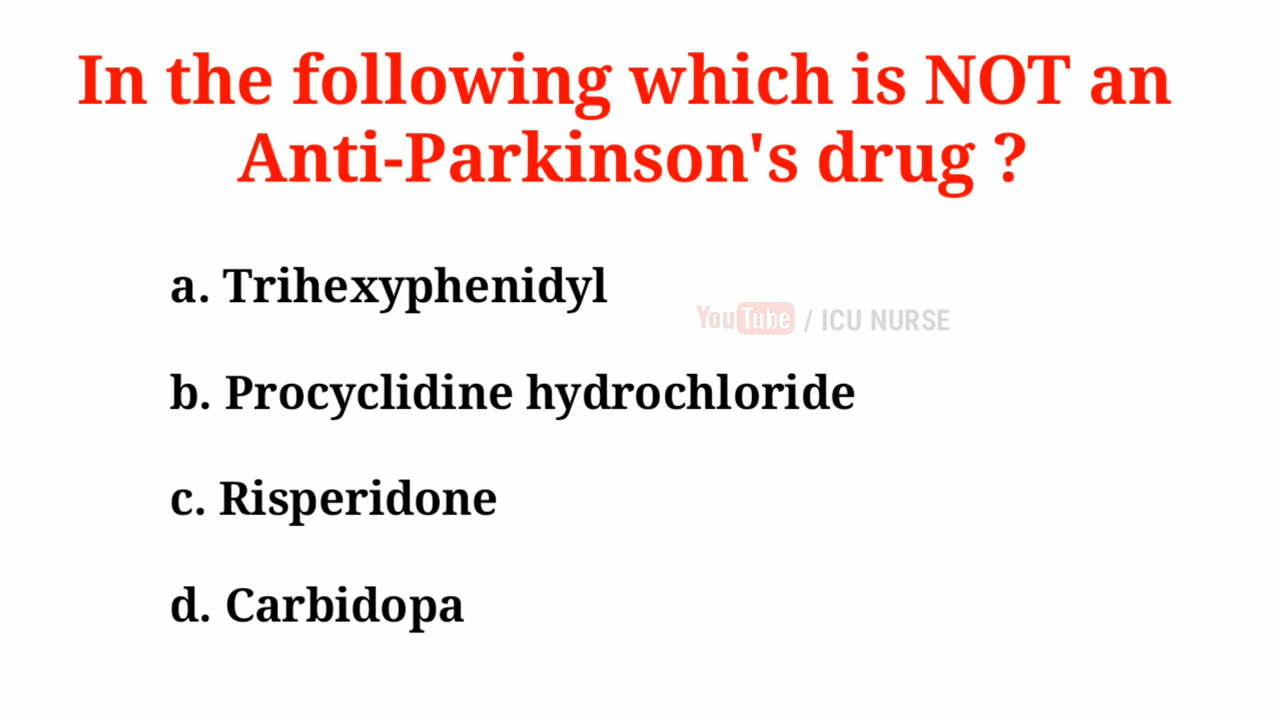 In the following which is NOT an
Anti-Parkinson's drug ?
a. Trihexyphenidyl
YouTube / ICU NURSE
b. Procyclidine hydrochloride
c. Risperidone
d. Carbidopa